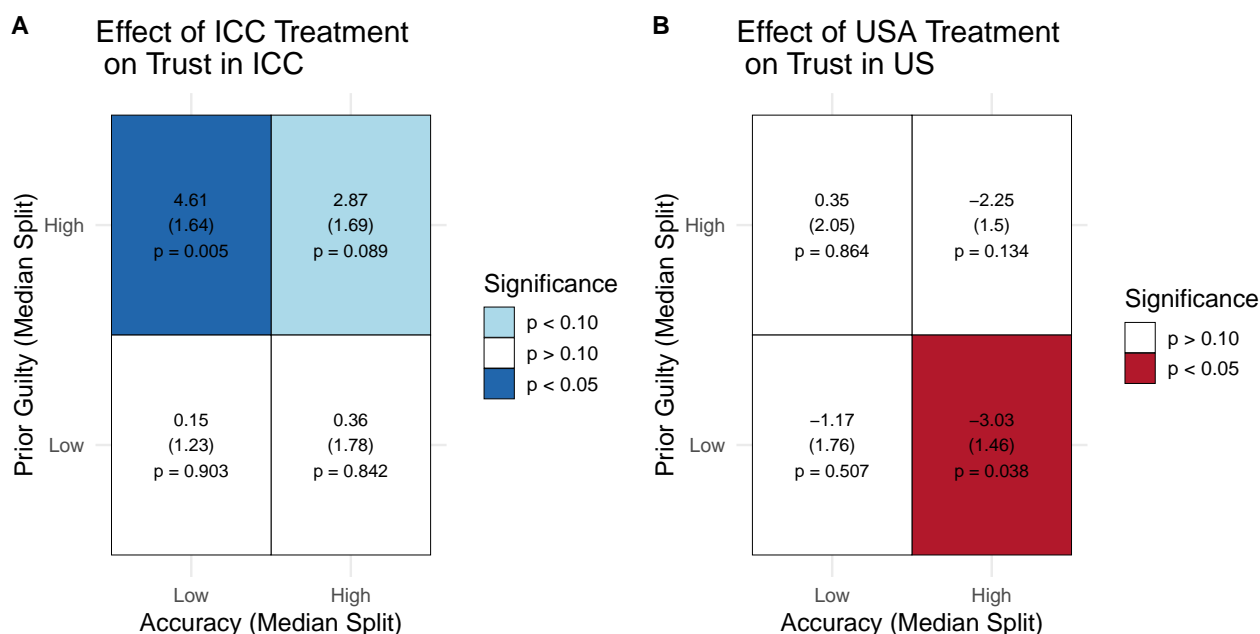 A
Effect of ICC Treatment
on Trust in ICC
Prior Guilty (Median Split)
High
Low
4.61
(1.64)
p = 0.005
2.87
(1.69)
p = 0.089
0.15
(1.23)
p = 0.903
0.36
(1.78)
p = 0.842
Low
High
Accuracy (Median Split)
Significance
p < 0.10
p > 0.10
p < 0.05
B
Effect of USA Treatment
on Trust in US
Prior Guilty (Median Split)
High
Low
0.35
(2.05)
p = 0.864
−2.25
(1.5)
p = 0.134
−1.17
(1.76)
p = 0.507
−3.03
(1.46)
p = 0.038
Low
High
Accuracy (Median Split)
Significance
p > 0.10
p < 0.05